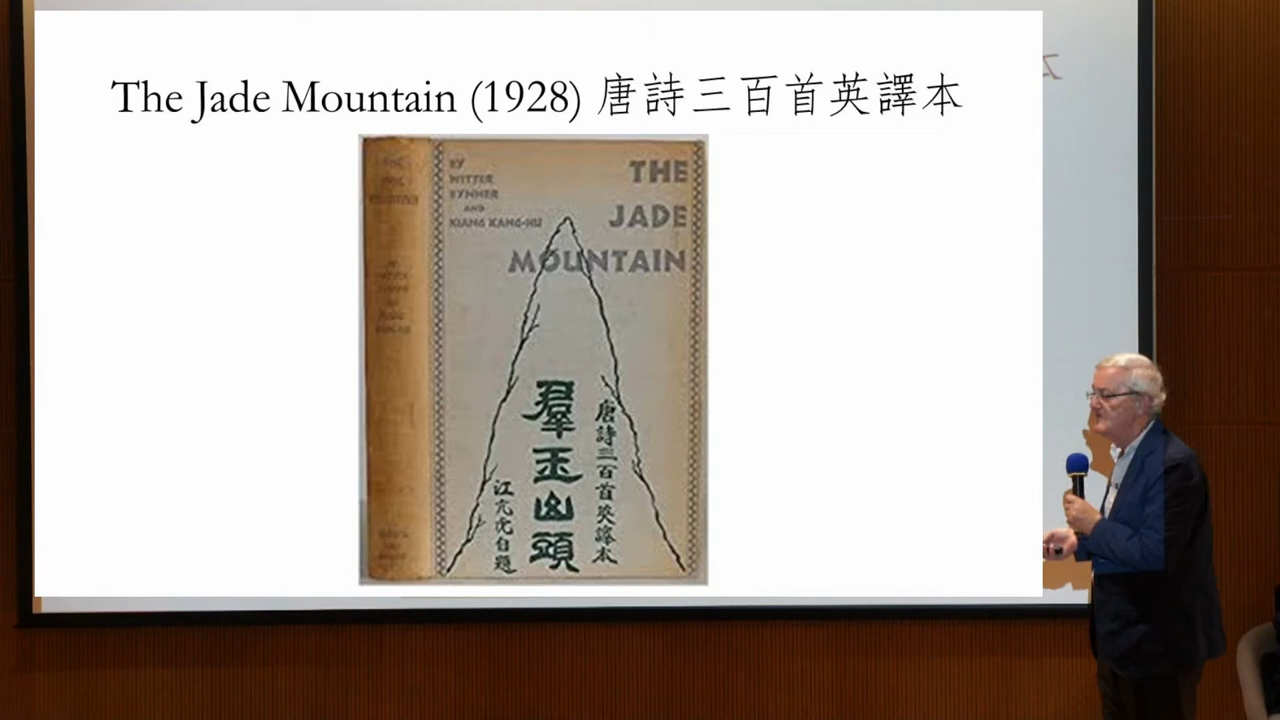 The Jade Mountain (1928) 唐詩三百首英譯本
BY
WITTER
BYNNER
AND
KIANG KANG-HU
THE
JADE
MOUNTAIN
唐詩三百首英譯本
羣玉山頭
江亢虎自題
本